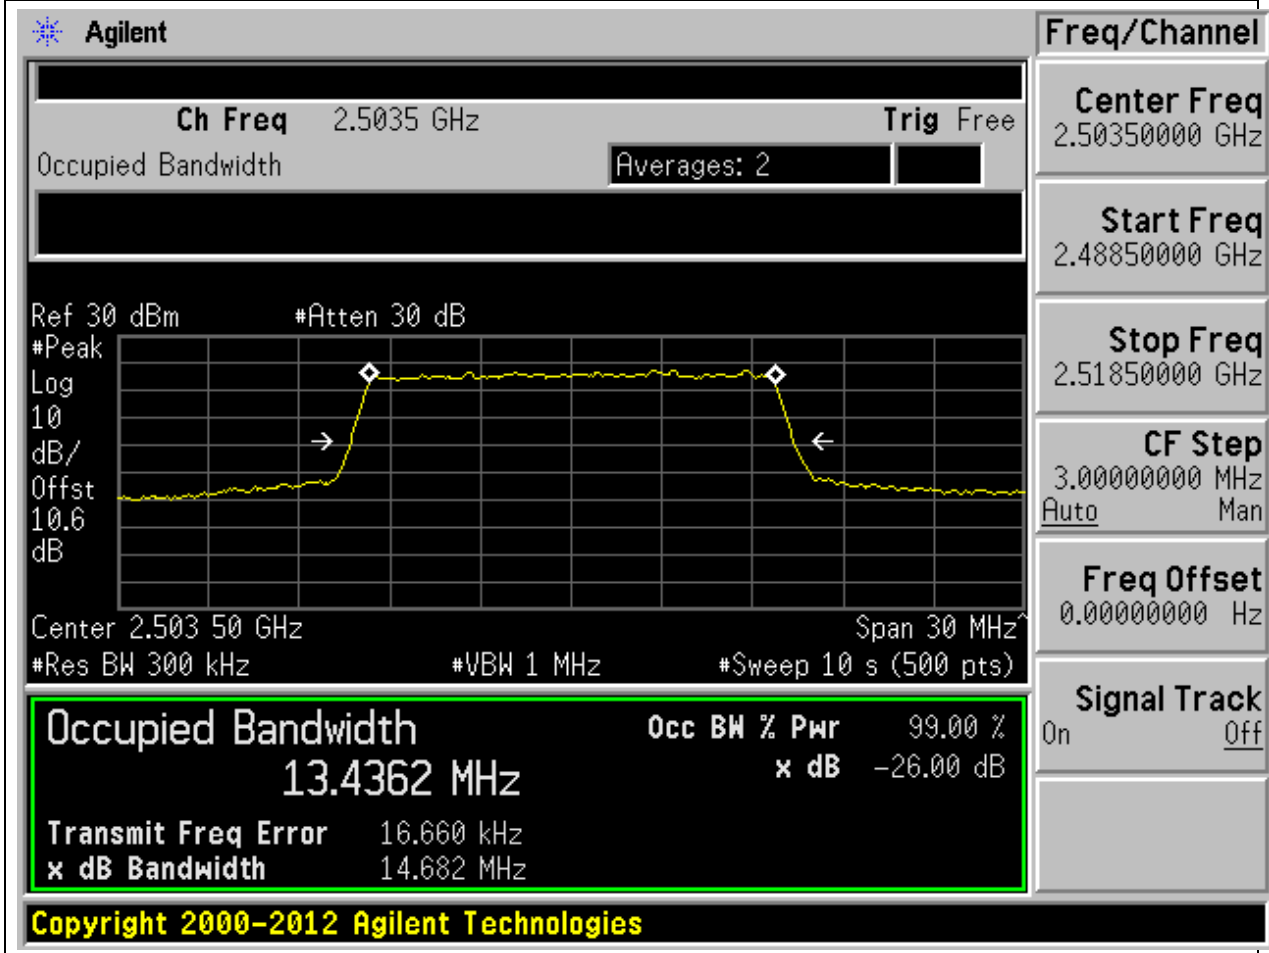 Agilent
Freq/Channel
Ch Freq 2.5035 GHz Trig Free
Occupied Bandwidth Averages: 2
Center Freq
2.50350000 GHz
Start Freq
2.48850000 GHz
Stop Freq
2.51850000 GHz
CF Step
3.00000000 MHz
Auto Man
Freq Offset
0.00000000 Hz
Signal Track
On Off
Ref 30 dBm #Atten 30 dB
#Peak
Log
10
dB/
Offst
10.6
dB
Center 2.503 50 GHz Span 30 MHz^
#Res BW 300 kHz #VBW 1 MHz #Sweep 10 s (500 pts)
Occupied Bandwidth Occ BW % Pwr 99.00 %
13.4362 MHz x dB -26.00 dB
Transmit Freq Error 16.660 kHz
x dB Bandwidth 14.682 MHz
Copyright 2000-2012 Agilent Technologies